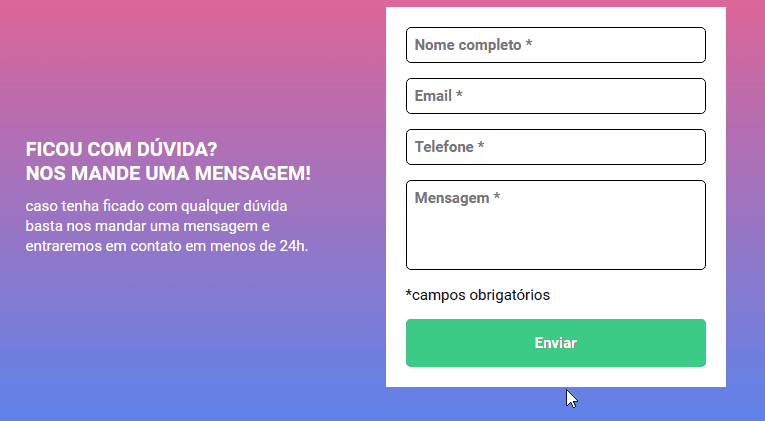 FICOU COM DÚVIDA?
NOS MANDE UMA MENSAGEM!
caso tenha ficado com qualquer dúvida
basta nos mandar uma mensagem e
entraremos em contato em menos de 24h.
Nome completo *
Email *
Telefone *
Mensagem *
*campos obrigatórios
Enviar